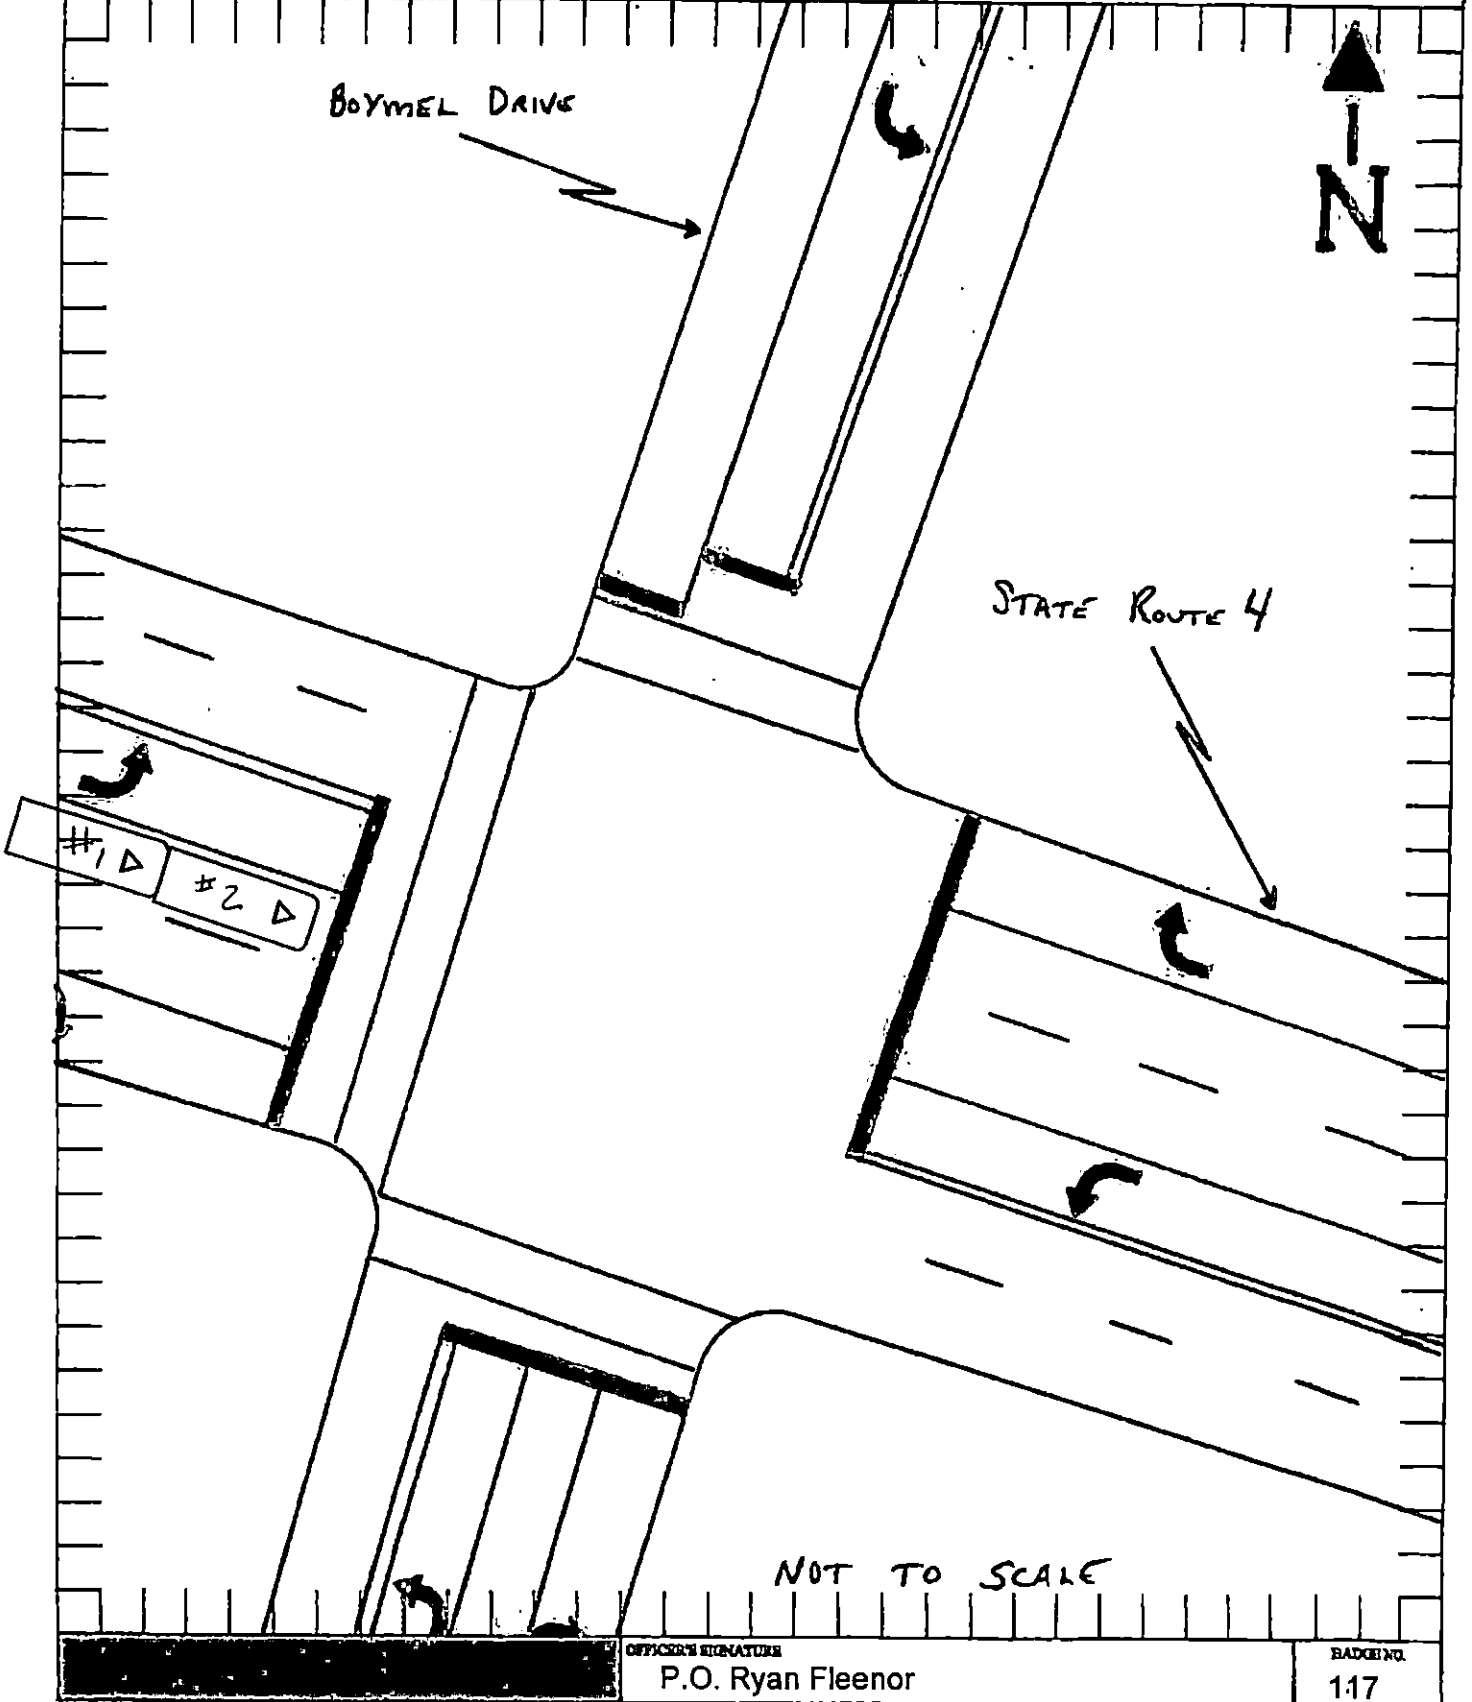 BOYMEL DRIVE
N
STATE ROUTE 4
#1
#2
NOT TO SCALE
OFFICER'S SIGNATURE
P.O. Ryan Fleenor
BADGE NO.
117